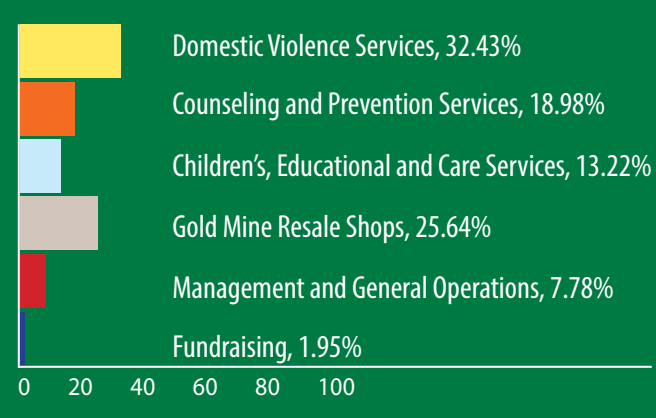 Domestic Violence Services, 32.43%
Counseling and Prevention Services, 18.98%
Children's, Educational and Care Services, 13.22%
Gold Mine Resale Shops, 25.64%
Management and General Operations, 7.78%
Fundraising, 1.95%
0 20 40 60 80 100